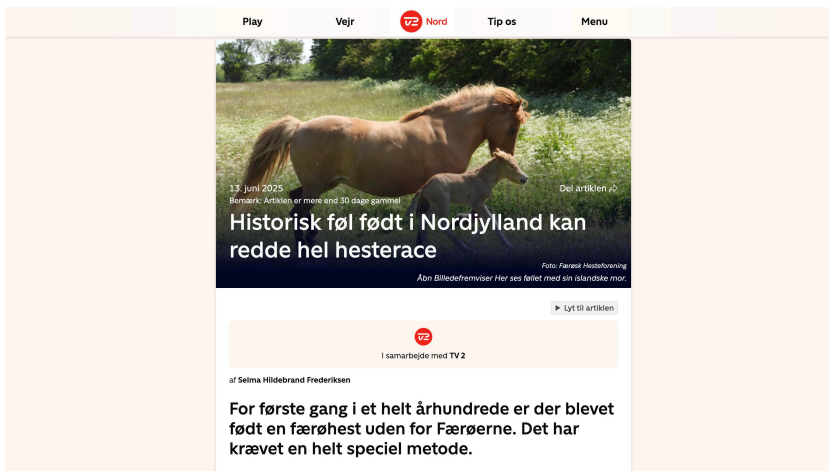 Play Vejr TV2 Nord Tip os Menu
13. juni 2025
Del artiklen
Bemærk: Artiklen er mere end 30 dage gammel
Historisk føl født i Nordjylland kan
redde hel hesterace
Foto: Færøsk Hesteforening
Åbn Billedefremviser Her ses føllet med sin islandske mor.
Lyt til artiklen
TV2
I samarbejde med TV 2
af Selma Hildebrand Frederiksen
For første gang i et helt århundrede er der blevet
født en færøhest uden for Færøerne. Det har
krævet en helt speciel metode.